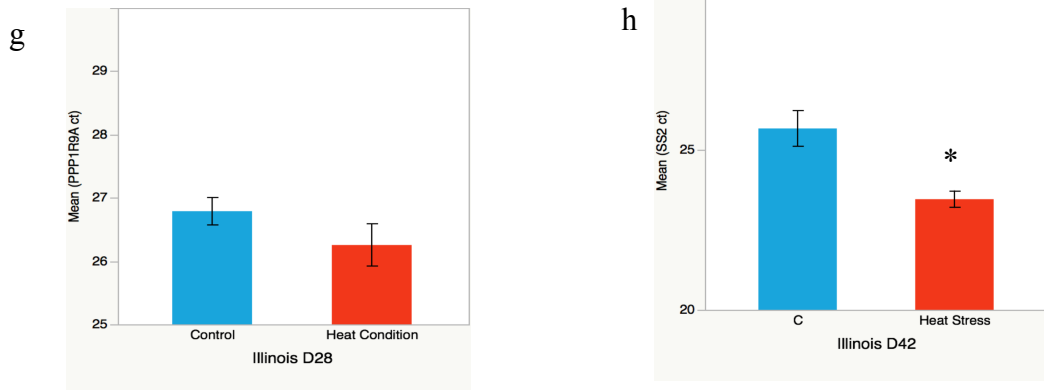 g
29
28
27
26
25
Mean (PPP1R9A ct)
Control Heat Condition
Illinois D28
h
25
20
Mean (SS2 ct)
*
C Heat Stress
Illinois D42